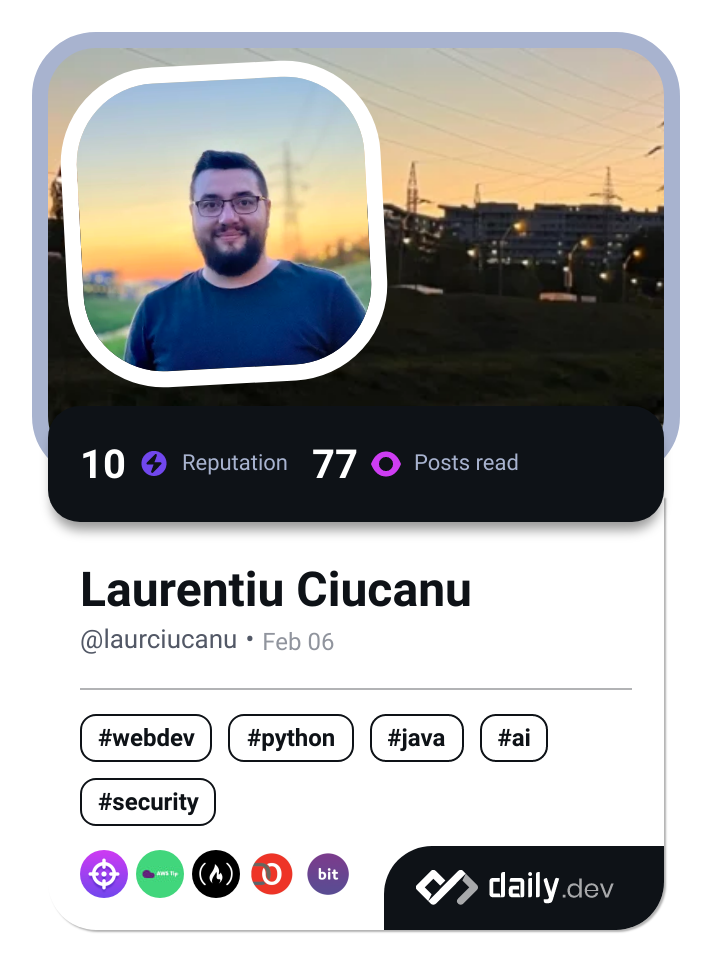 10 Reputation 77 Posts read
Laurentiu Ciucanu
@laurciucanu • Feb 06
#webdev #python #java #ai
#security
AWS Tip bit daily.dev